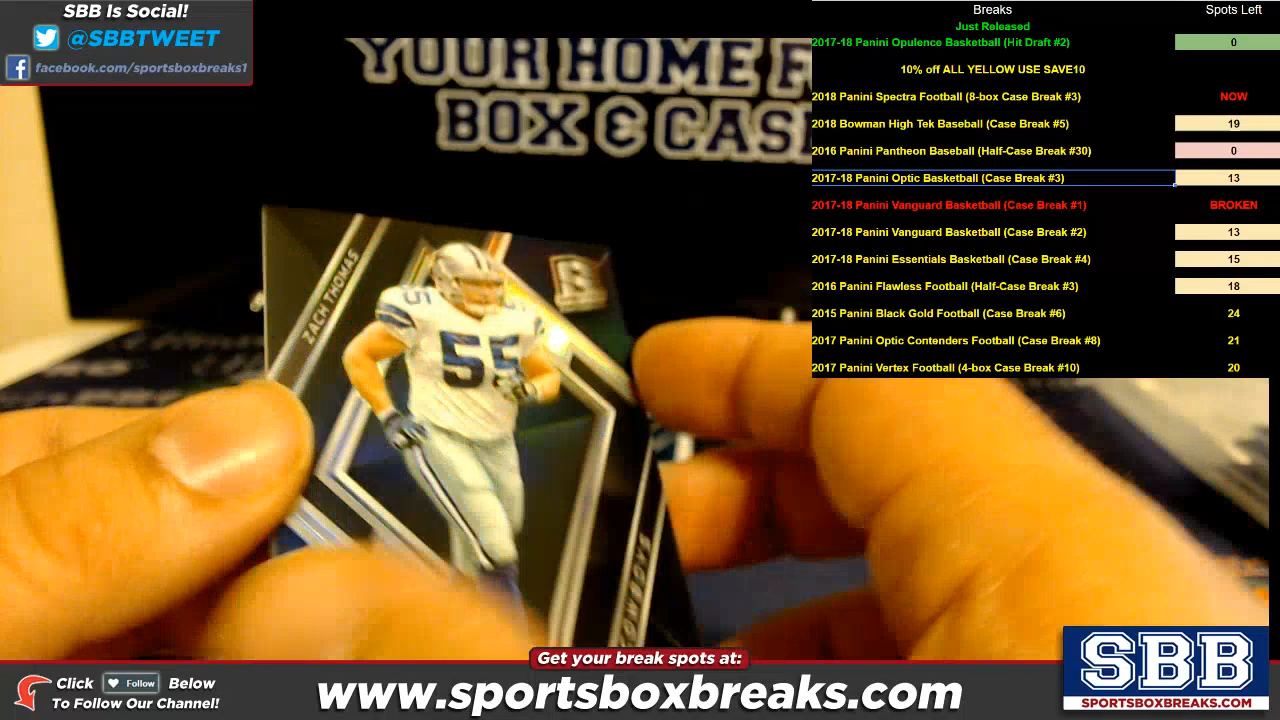 SBB Is Social!
@SBBTWEET
facebook.com/sportsboxbreaks1
YOUR HOME F
BOX & CAS
Breaks Spots Left
Just Released
2017-18 Panini Opulence Basketball (Hit Draft #2) 0
10% off ALL YELLOW USE SAVE10
2018 Panini Spectra Football (8-box Case Break #3) NOW
2018 Bowman High Tek Baseball (Case Break #5) 19
2016 Panini Pantheon Baseball (Half-Case Break #30) 0
2017-18 Panini Optic Basketball (Case Break #3) 13
2017-18 Panini Vanguard Basketball (Case Break #1) BROKEN
2017-18 Panini Vanguard Basketball (Case Break #2) 13
2017-18 Panini Essentials Basketball (Case Break #4) 15
2016 Panini Flawless Football (Half-Case Break #3) 18
2015 Panini Black Gold Football (Case Break #6) 24
2017 Panini Optic Contenders Football (Case Break #8) 21
2017 Panini Vertex Football (4-box Case Break #10) 20
ZACH THOMAS
55
55
Get your break spots at:
www.sportsboxbreaks.com
Click Follow Below
To Follow Our Channel!
SBB
SPORTSBOXBREAKS.COM